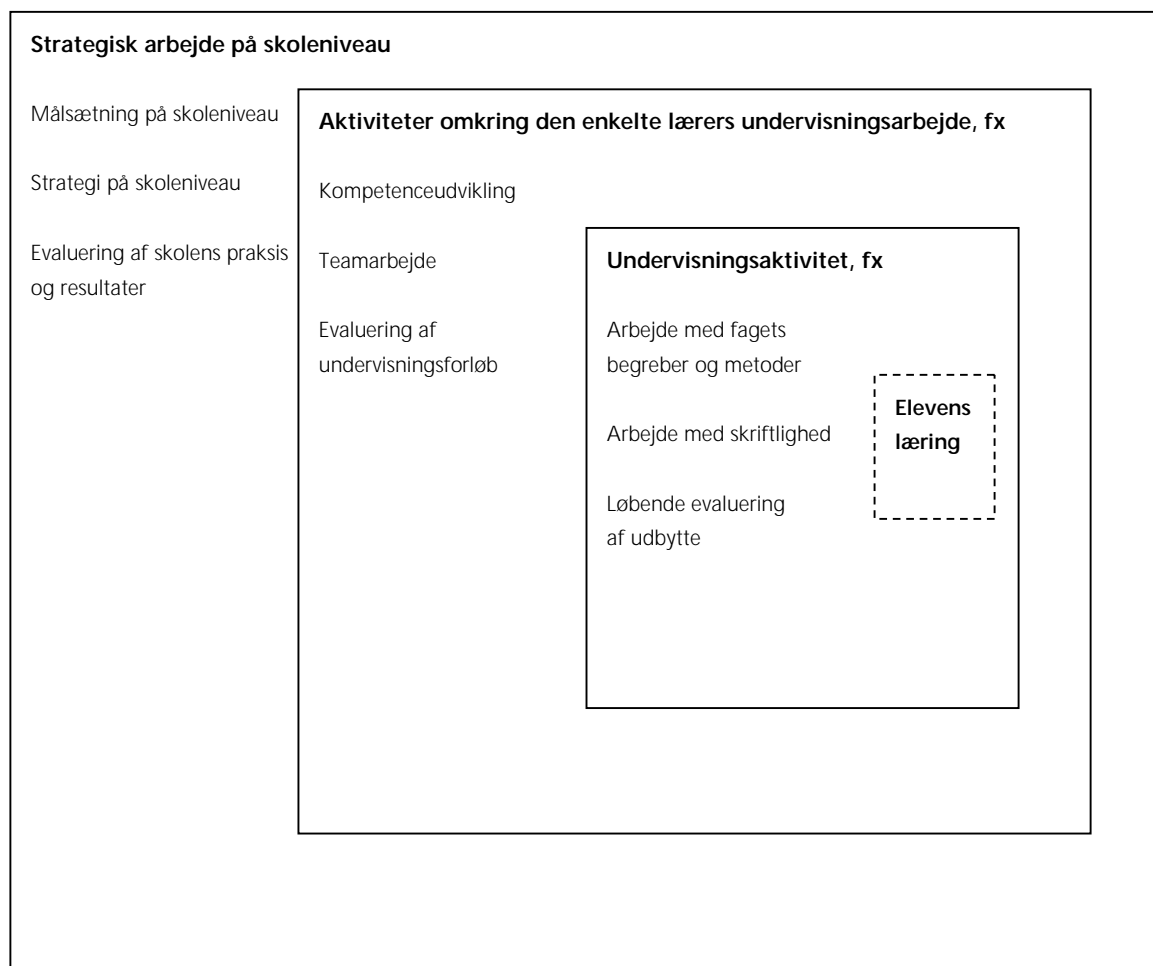 Strategisk arbejde på skoleniveau
Målsætning på skoleniveau
Strategi på skoleniveau
Evaluering af skolens praksis
og resultater
Aktiviteter omkring den enkelte lærers undervisningsarbejde, fx
Kompetenceudvikling
Teamarbejde
Evaluering af
undervisningsforløb
Undervisningsaktivitet, fx
Arbejde med fagets
begreber og metoder
Arbejde med skriftlighed
Løbende evaluering
af udbytte
Elevens
læring